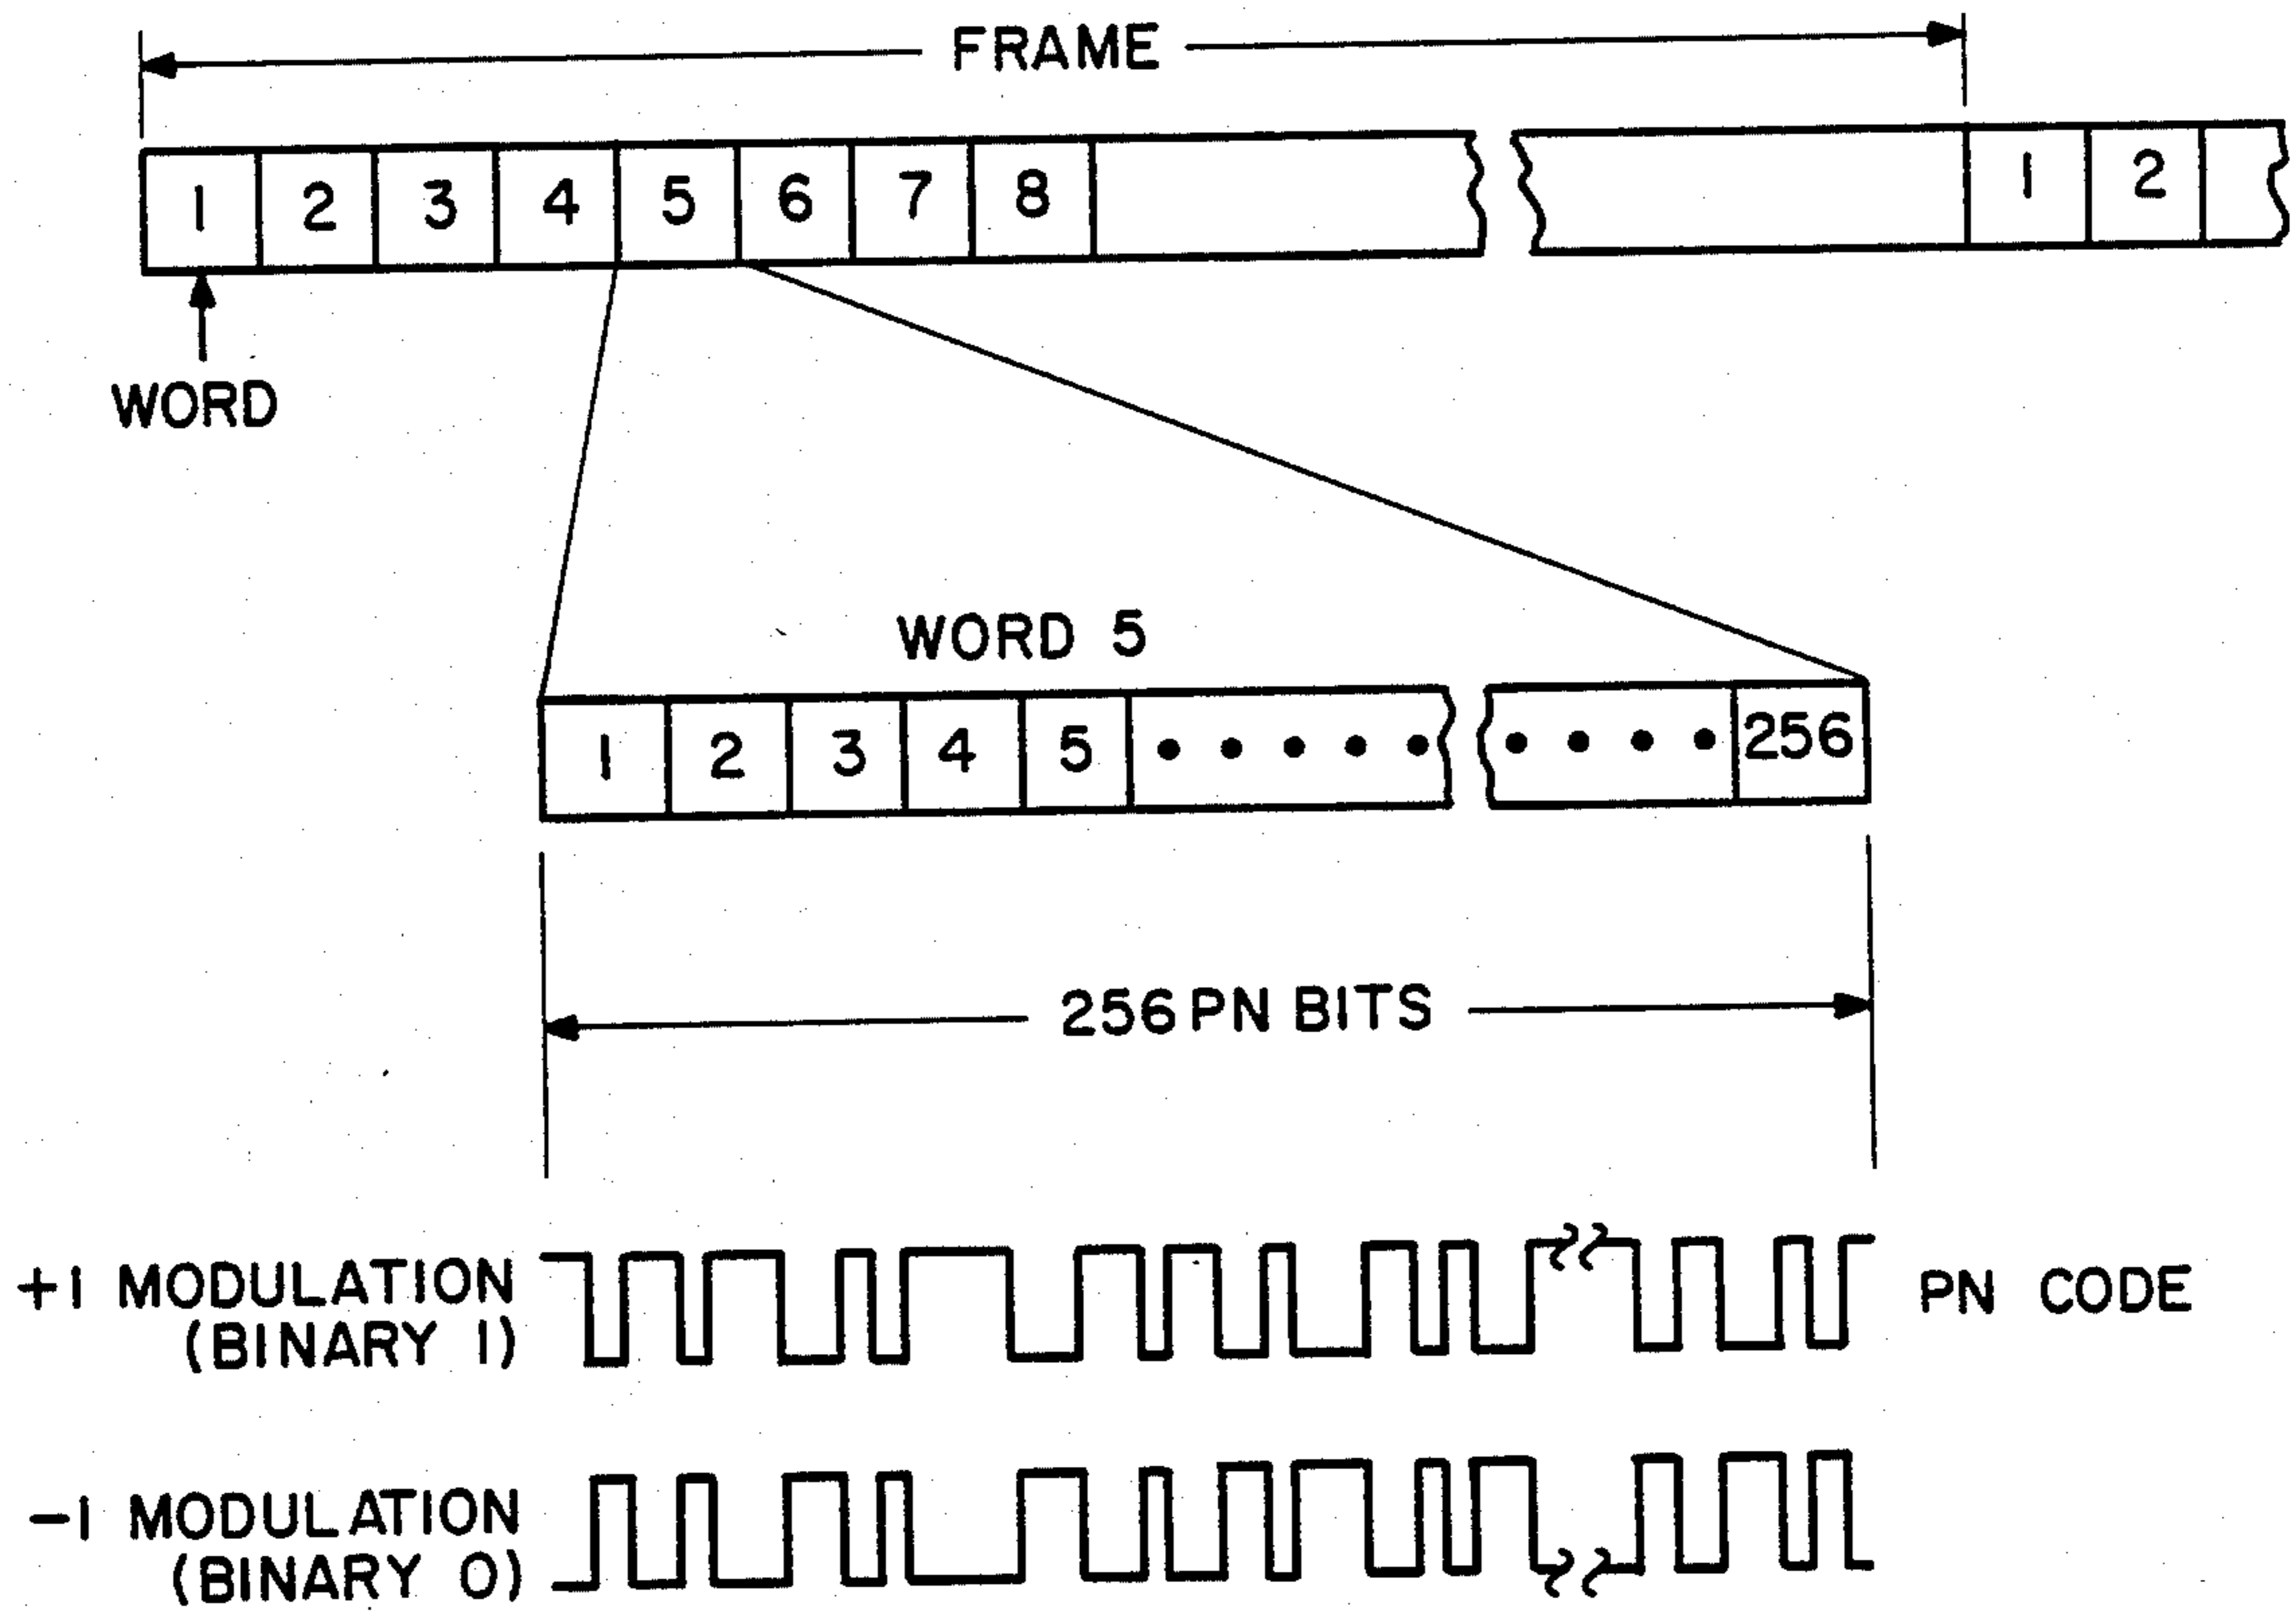 FRAME
1 2 3 4 5 6 7 8 1 2
WORD
WORD 5
1 2 3 4 5 • • • • • • • • • 256
256 PN BITS
+1 MODULATION
(BINARY 1)
PN CODE
−1 MODULATION
(BINARY 0)